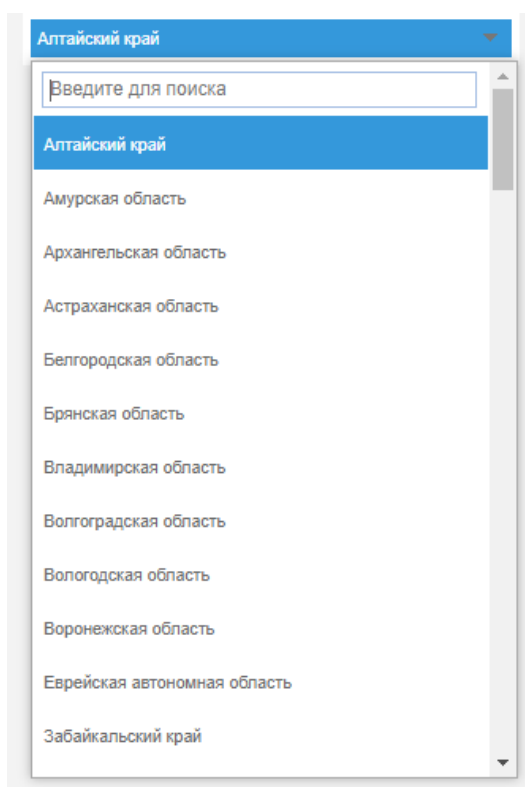 Алтайский край
Введите для поиска
Алтайский край
Амурская область
Архангельская область
Астраханская область
Белгородская область
Брянская область
Владимирская область
Волгоградская область
Вологодская область
Воронежская область
Еврейская автономная область
Забайкальский край